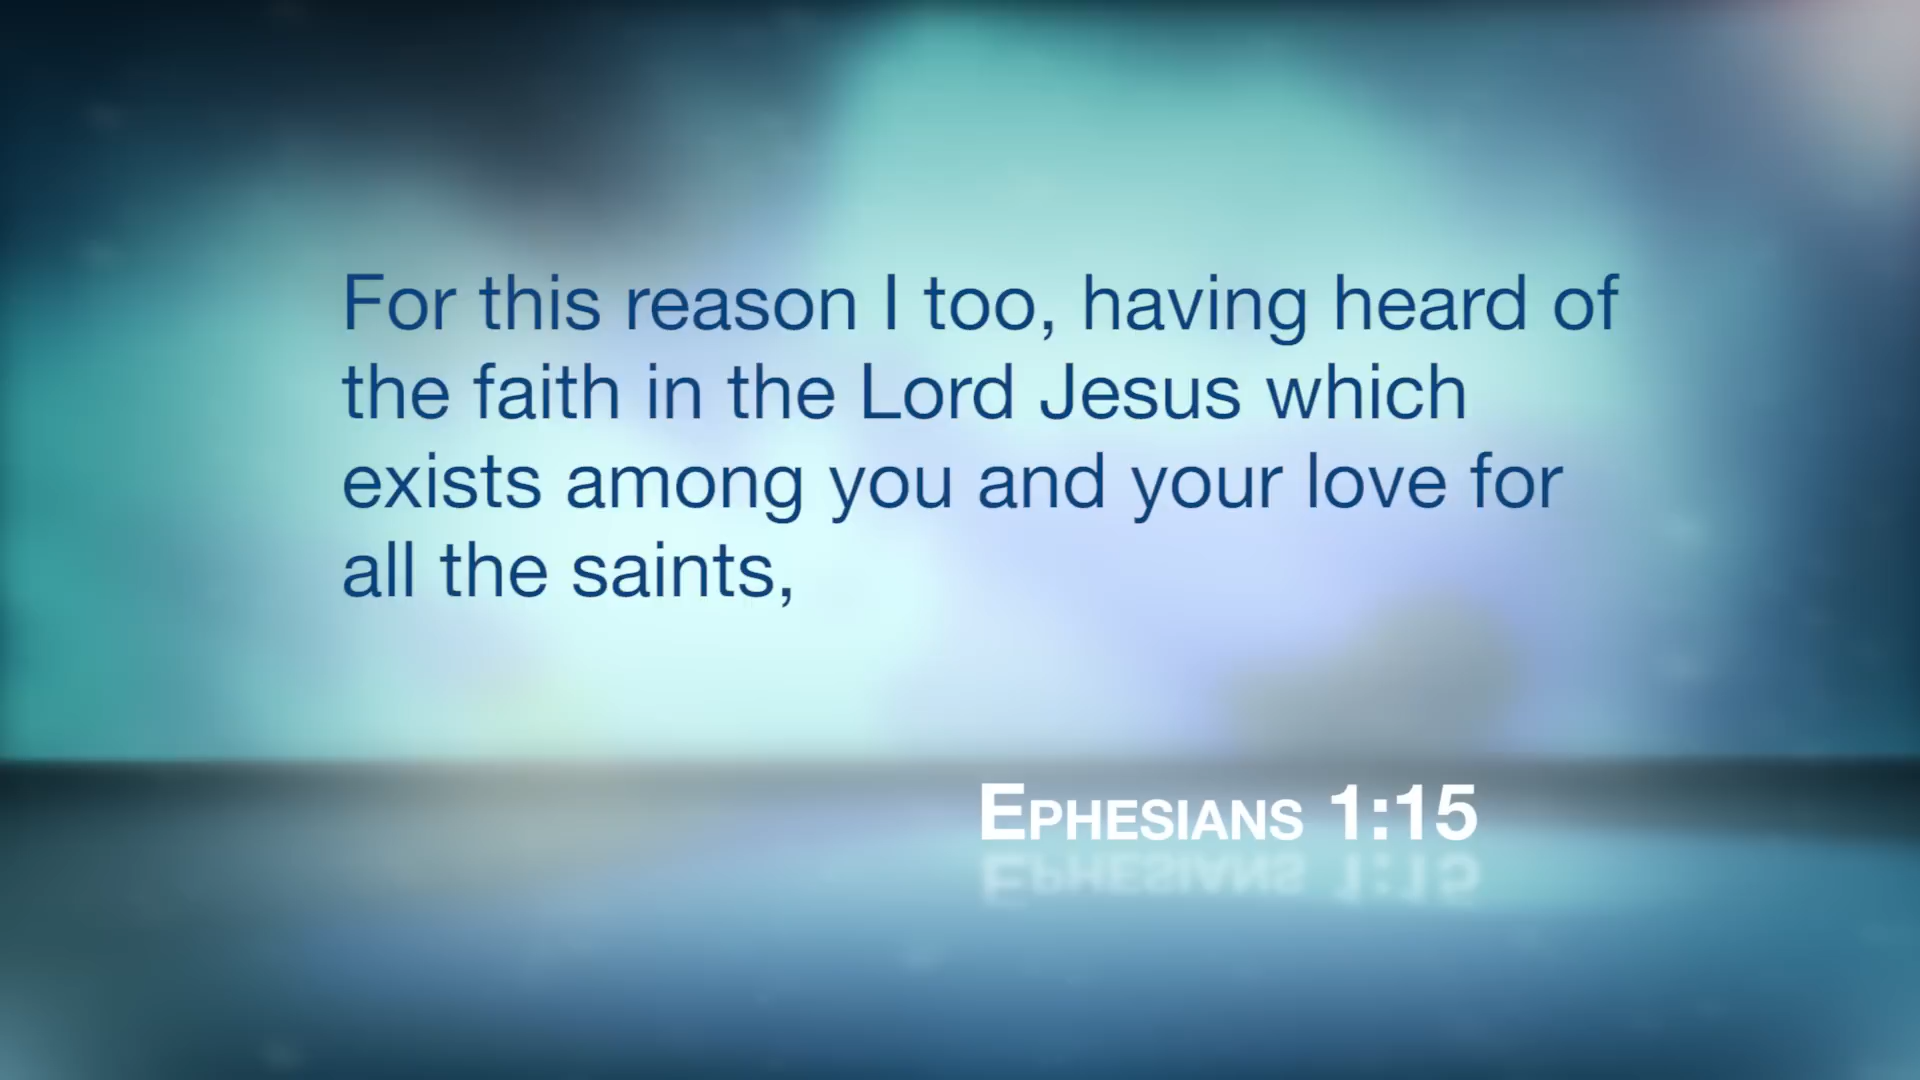 For this reason I too, having heard of
the faith in the Lord Jesus which
exists among you and your love for
all the saints,
EPHESIANS 1:15